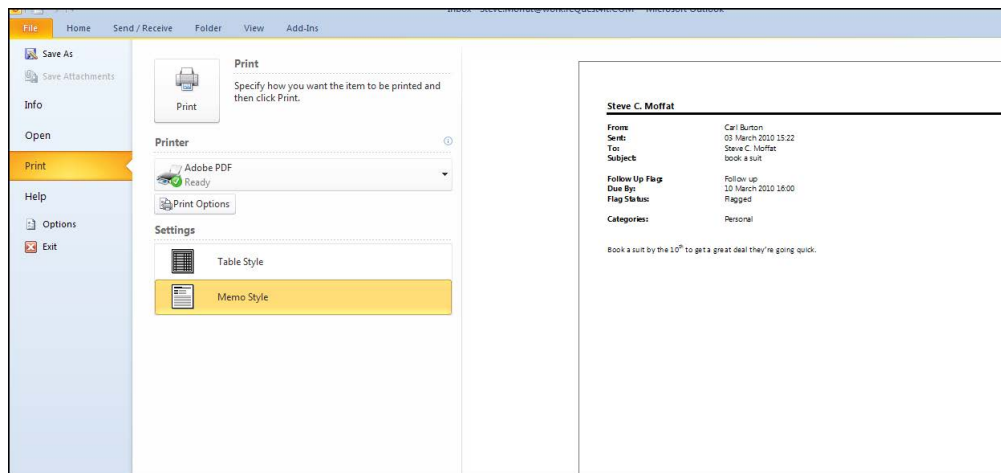 File Home Send / Receive Folder View Add-Ins
Save As
Save Attachments
Info
Open
Print
Help
Options
Exit
Print
Print
Specify how you want the item to be printed and
then click Print.
Printer
Adobe PDF
Ready
Print Options
Settings
Table Style
Memo Style
Steve C. Moffat
From: Carl Burton
Sent: 03 March 2010 15:22
To: Steve C. Moffat
Subject: book a suit
Follow Up Flag: Follow up
Due By: 10 March 2010 16:00
Flag Status: Flagged
Categories: Personal
Book a suit by the 10th to get a great deal they're going quick.